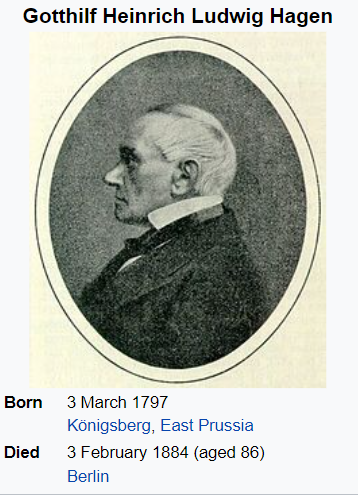 Gotthilf Heinrich Ludwig Hagen
Born 3 March 1797
Königsberg, East Prussia
Died 3 February 1884 (aged 86)
Berlin